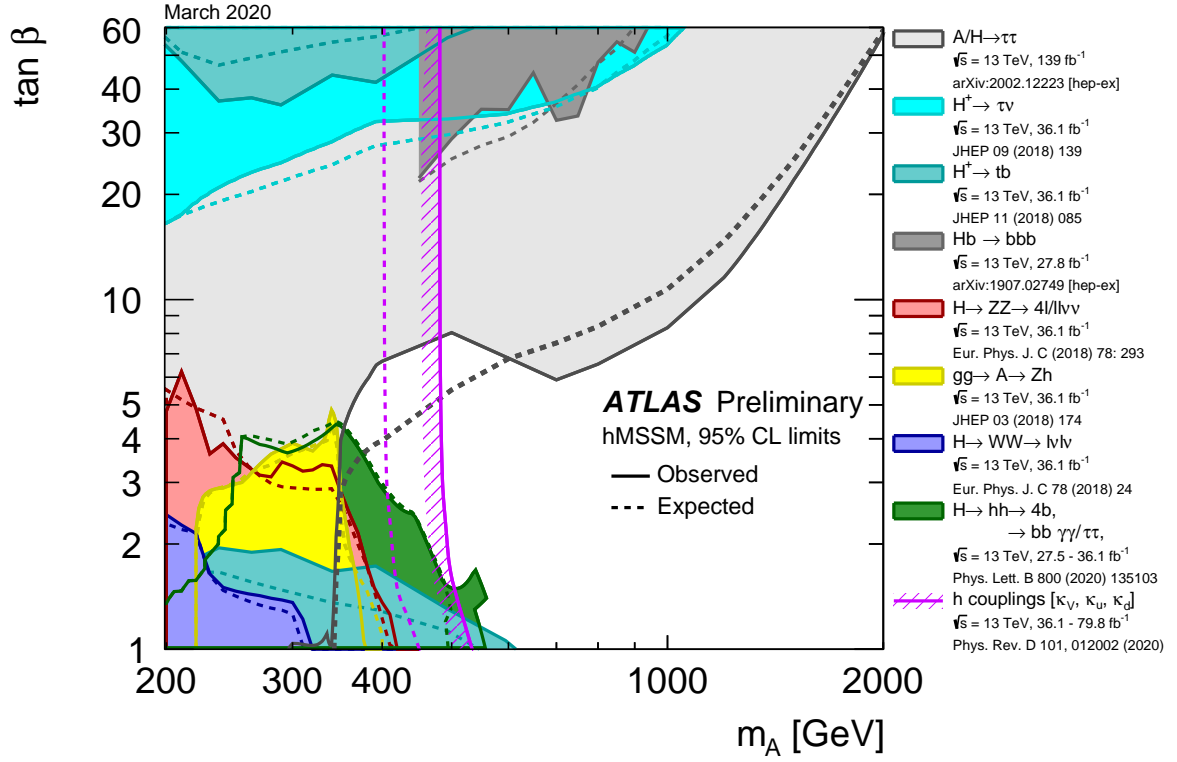 March 2020
tan β
60
40
30
20
10
5
4
3
2
1
200
300
400
1000
2000
m_A [GeV]
ATLAS Preliminary
hMSSM, 95% CL limits
Observed
Expected
A/H→ττ
√s = 13 TeV, 139 fb⁻¹
arXiv:2002.12223 [hep-ex]
H⁺→ τν
√s = 13 TeV, 36.1 fb⁻¹
JHEP 09 (2018) 139
H⁺→ tb
√s = 13 TeV, 36.1 fb⁻¹
JHEP 11 (2018) 085
Hb → bbb
√s = 13 TeV, 27.8 fb⁻¹
arXiv:1907.02749 [hep-ex]
H→ ZZ→ 4l/llνν
√s = 13 TeV, 36.1 fb⁻¹
Eur. Phys. J. C (2018) 78: 293
gg→ A→ Zh
√s = 13 TeV, 36.1 fb⁻¹
JHEP 03 (2018) 174
H→ WW→ lνlν
√s = 13 TeV, 36.1 fb⁻¹
Eur. Phys. J. C 78 (2018) 24
H→ hh→ 4b,
→ bb γγ/ττ,
√s = 13 TeV, 27.5 - 36.1 fb⁻¹
Phys. Lett. B 800 (2020) 135103
h couplings [κ_V, κ_u, κ_d]
√s = 13 TeV, 36.1 - 79.8 fb⁻¹
Phys. Rev. D 101, 012002 (2020)